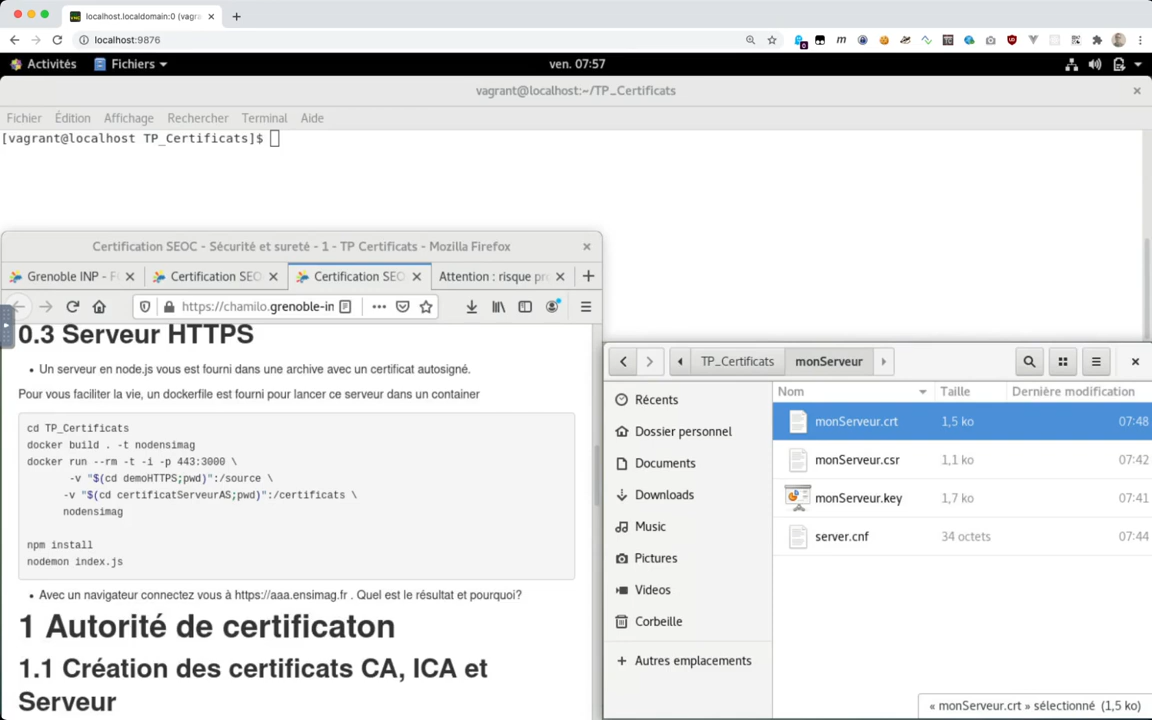 localhost.localdomain:0 (vagra
localhost:9876
Activités
Fichiers
ven. 07:57
vagrant@localhost:~/TP_Certificats
Fichier Édition Affichage Rechercher Terminal Aide
[vagrant@localhost TP_Certificats]$
Certification SEOC - Sécurité et sureté - 1 - TP Certificats - Mozilla Firefox
Grenoble INP - F
Certification SEO
Certification SEO
Attention : risque pr
https://chamilo.grenoble-in
0.3 Serveur HTTPS
• Un serveur en node.js vous est fourni dans une archive avec un certificat autosigné.
Pour vous faciliter la vie, un dockerfile est fourni pour lancer ce serveur dans un container
cd TP_Certificats
docker build . -t nodensimag
docker run --rm -t -i -p 443:3000 \
-v "$(cd demoHTTPS;pwd)":/source \
-v "$(cd certificatServeurAS;pwd)":/certificats \
nodensimag
npm install
nodemon index.js
• Avec un navigateur connectez vous à https://aaa.ensimag.fr . Quel est le résultat et pourquoi?
1 Autorité de certificaton
1.1 Création des certificats CA, ICA et
Serveur
TP_Certificats
monServeur
Récents
Dossier personnel
Documents
Downloads
Music
Pictures
Videos
Corbeille
+ Autres emplacements
Nom Taille Dernière modification
monServeur.crt 1,5 ko 07:48
monServeur.csr 1,1 ko 07:42
monServeur.key 1,7 ko 07:41
server.cnf 34 octets 07:44
« monServeur.crt » sélectionné (1,5 ko)